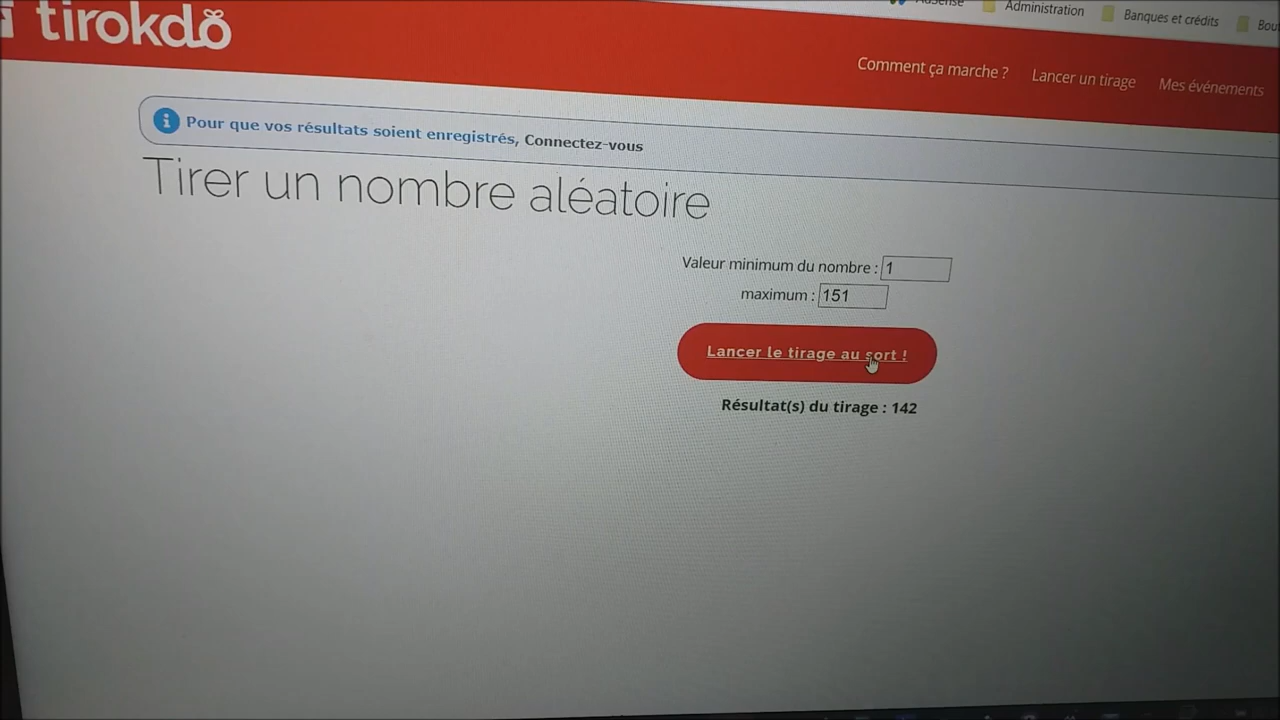 AdSense
Administration
Banques et crédits
tirokdo
Comment ça marche ?
Lancer un tirage
Mes événements
Pour que vos résultats soient enregistrés, Connectez-vous
Tirer un nombre aléatoire
Valeur minimum du nombre : 1
maximum : 151
Lancer le tirage au sort !
Résultat(s) du tirage : 142